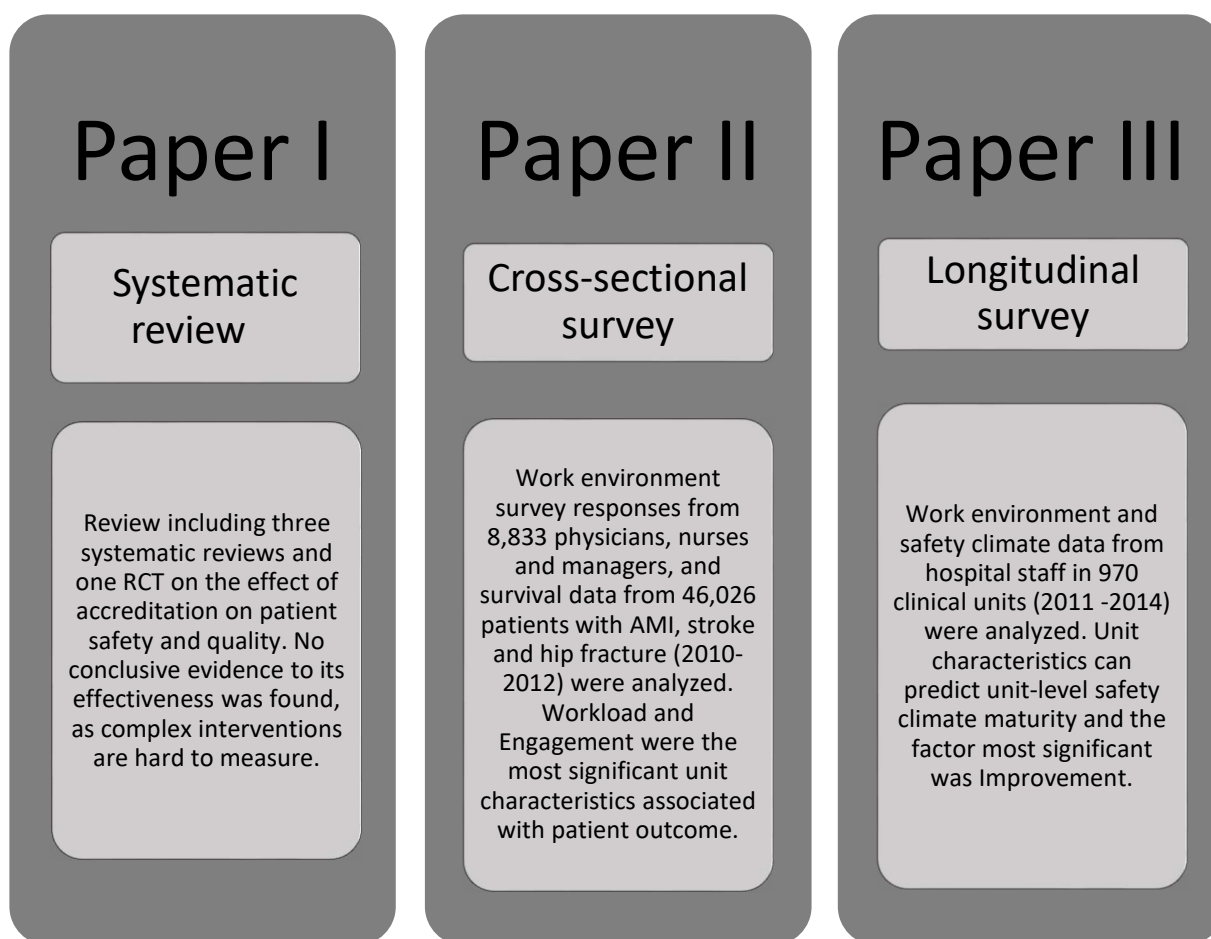 Paper I
Systematic
review
Review including three
systematic reviews and
one RCT on the effect of
accreditation on patient
safety and quality. No
conclusive evidence to its
effectiveness was found,
as complex interventions
are hard to measure.
Paper II
Cross-sectional
survey
Work environment
survey responses from
8,833 physicians, nurses
and managers, and
survival data from 46,026
patients with AMI, stroke
and hip fracture (2010-
2012) were analyzed.
Workload and
Engagement were the
most significant unit
characteristics associated
with patient outcome.
Paper III
Longitudinal
survey
Work environment and
safety climate data from
hospital staff in 970
clinical units (2011 -2014)
were analyzed. Unit
characteristics can
predict unit-level safety
climate maturity and the
factor most significant
was Improvement.